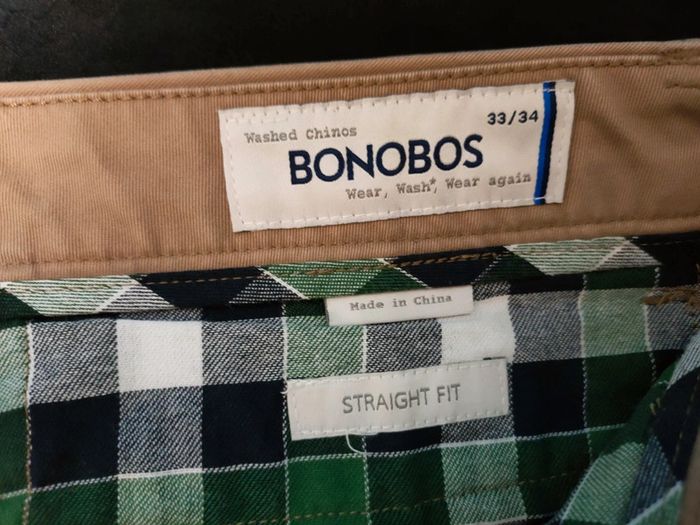 Washed Chinos 33/34
BONOBOS
Wear, Wash*, Wear again
Made in China
STRAIGHT FIT